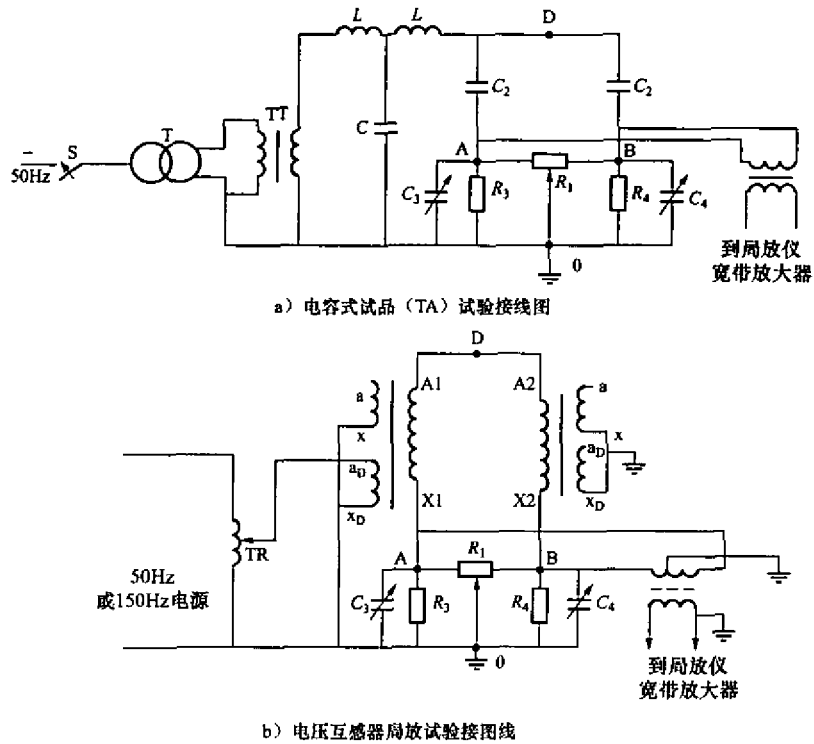 L L D
C₂ C₂
TT
C
T
S
~
50Hz
A B
C₃ R₃ R₁ R₄ C₄
0
到局放仪
宽带放大器
a）电容式试品（TA）试验接线图
D
a A1 A2 a
x x
a_D a_D
x_D X1 X2 x_D
TR
A R₁ B
50Hz
或150Hz电源
C₃ R₃ R₄ C₄
0
到局放仪
宽带放大器
b）电压互感器局放试验接图线